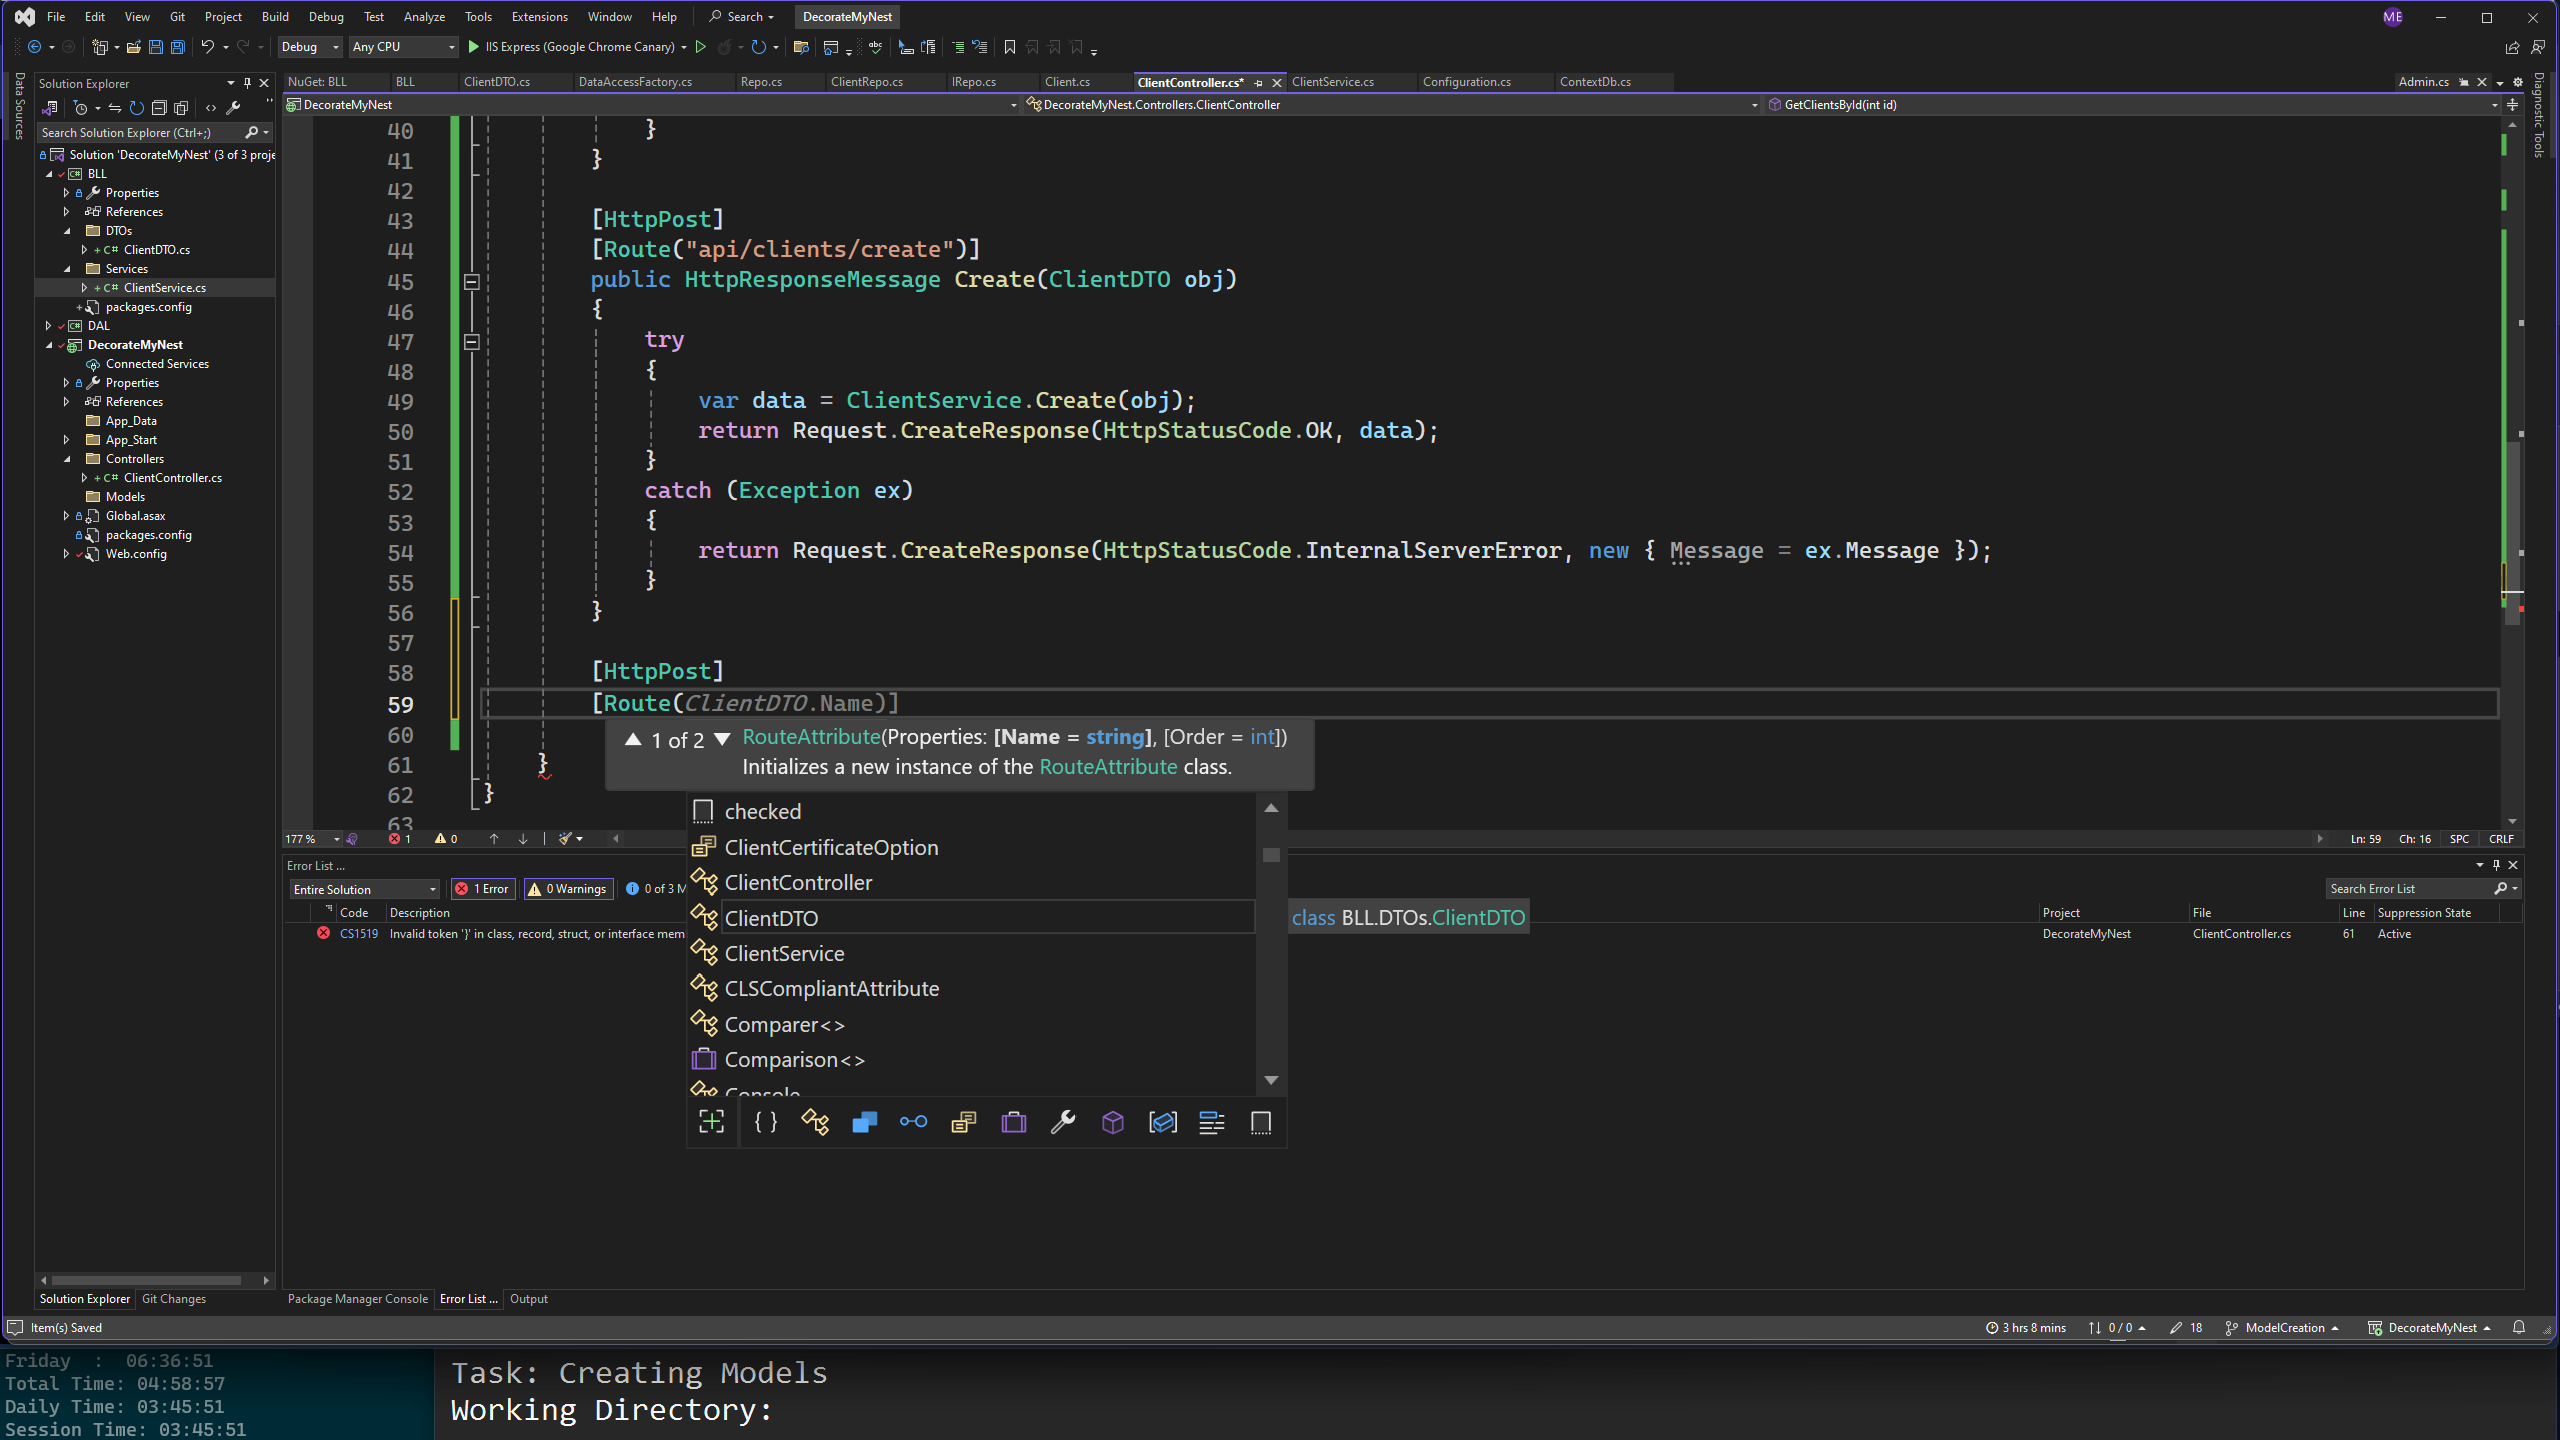 File Edit View Git Project Build Debug Test Analyze Tools Extensions Window Help Search DecorateMyNest ME
Debug Any CPU IIS Express (Google Chrome Canary)
Data Sources
Solution Explorer
Search Solution Explorer (Ctrl+;)
Solution 'DecorateMyNest' (3 of 3 proje
BLL
Properties
References
DTOs
C# ClientDTO.cs
Services
C# ClientService.cs
packages.config
DAL
DecorateMyNest
Connected Services
Properties
References
App_Data
App_Start
Controllers
C# ClientController.cs
Models
Global.asax
packages.config
Web.config
Solution Explorer Git Changes
NuGet: BLL BLL ClientDTO.cs DataAccessFactory.cs Repo.cs ClientRepo.cs IRepo.cs Client.cs ClientController.cs* ClientService.cs Configuration.cs ContextDb.cs Admin.cs
DecorateMyNest DecorateMyNest.Controllers.ClientController GetClientsById(int id)
Diagnostic Tools
40 }
41 }
42
43 [HttpPost]
44 [Route("api/clients/create")]
45 public HttpResponseMessage Create(ClientDTO obj)
46 {
47 try
48 {
49 var data = ClientService.Create(obj);
50 return Request.CreateResponse(HttpStatusCode.OK, data);
51 }
52 catch (Exception ex)
53 {
54 return Request.CreateResponse(HttpStatusCode.InternalServerError, new { Message = ex.Message });
55 }
56 }
57
58 [HttpPost]
59 [Route(ClientDTO.Name)]
60
61 }
62 }
63
1 of 2 RouteAttribute(Properties: [Name = string], [Order = int])
Initializes a new instance of the RouteAttribute class.
checked
ClientCertificateOption
ClientController
ClientDTO
ClientService
CLSCompliantAttribute
Comparer<>
Comparison<>
Console
class BLL.DTOs.ClientDTO
177 % 1 0 Ln: 59 Ch: 16 SPC CRLF
Error List ...
Entire Solution 1 Error 0 Warnings 0 of 3 M Search Error List
Code Description Project File Line Suppression State
CS1519 Invalid token '}' in class, record, struct, or interface mem DecorateMyNest ClientController.cs 61 Active
Package Manager Console Error List ... Output
Item(s) Saved 3 hrs 8 mins 0 / 0 18 ModelCreation DecorateMyNest
Friday : 06:36:51
Total Time: 04:58:57
Daily Time: 03:45:51
Session Time: 03:45:51
Task: Creating Models
Working Directory: